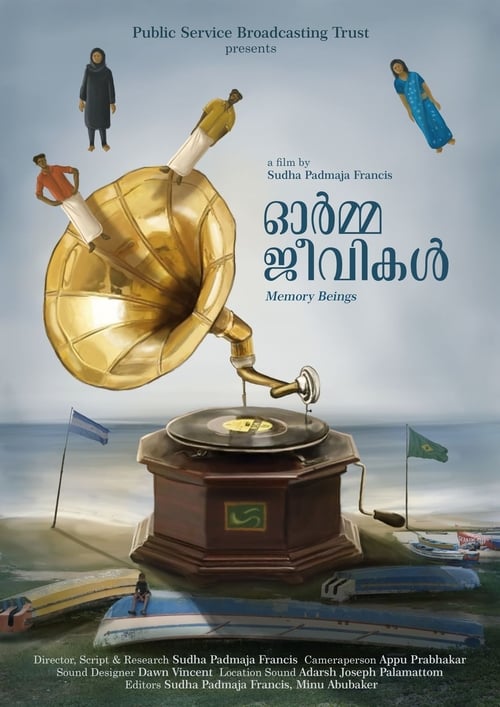 Public Service Broadcasting Trust
presents
a film by
Sudha Padmaja Francis
ഓർമ്മ
ജീവികൾ
Memory Beings
Director, Script & Research Sudha Padmaja Francis Cameraperson Appu Prabhakar
Sound Designer Dawn Vincent Location Sound Adarsh Joseph Palamattom
Editors Sudha Padmaja Francis, Minu Abubaker